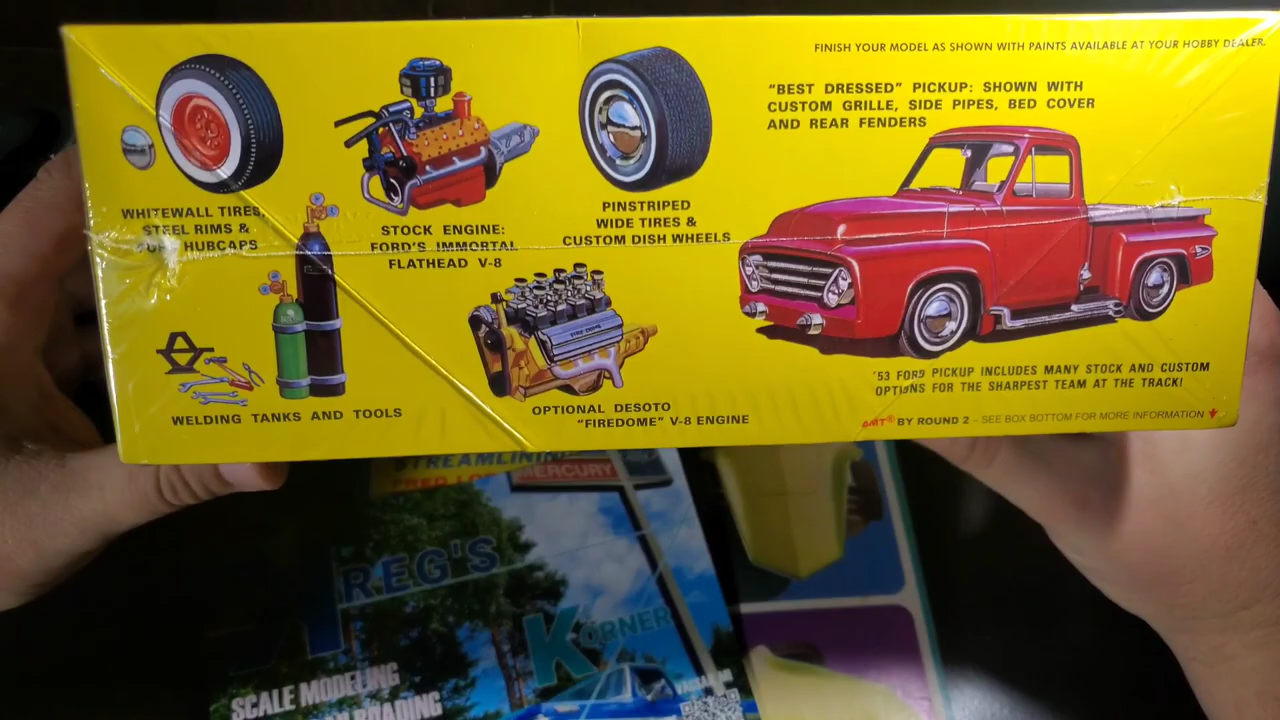 FINISH YOUR MODEL AS SHOWN WITH PAINTS AVAILABLE AT YOUR HOBBY DEALER.
"BEST DRESSED" PICKUP: SHOWN WITH
CUSTOM GRILLE, SIDE PIPES, BED COVER
AND REAR FENDERS
WHITEWALL TIRES,
STEEL RIMS &
HUBCAPS
STOCK ENGINE:
FORD'S IMMORTAL
FLATHEAD V-8
PINSTRIPED
WIDE TIRES &
CUSTOM DISH WHEELS
WELDING TANKS AND TOOLS
FIRE DOME
OPTIONAL DESOTO
"FIREDOME" V-8 ENGINE
'53 FORD PICKUP INCLUDES MANY STOCK AND CUSTOM
OPTIONS FOR THE SHARPEST TEAM AT THE TRACK!
AMT® BY ROUND 2 – SEE BOX BOTTOM FOR MORE INFORMATION
STREAMLINING
MERCURY
GREG'S
KORNER
SCALE MODELING